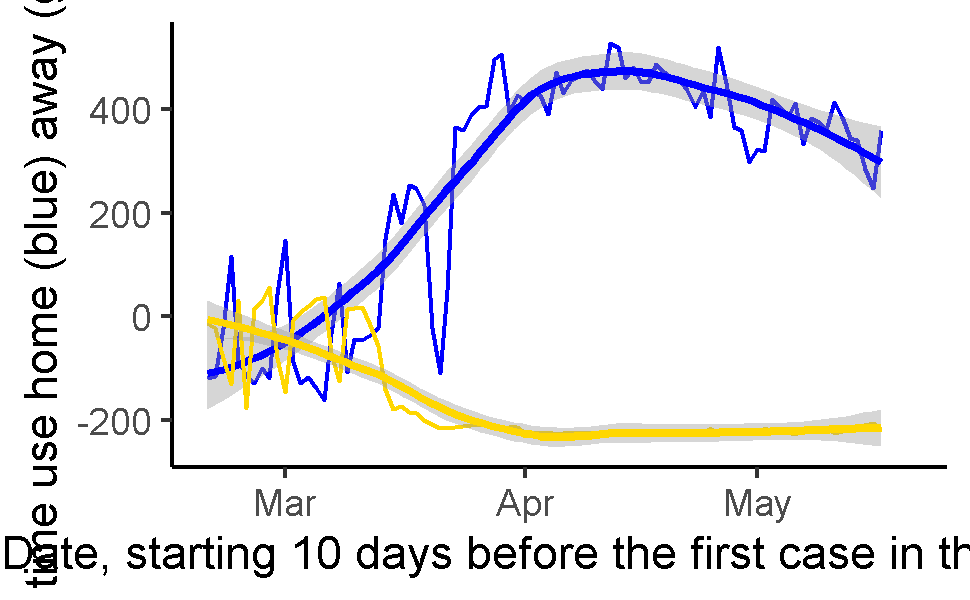 time use home (blue) away (
400
200
0
-200
Mar Apr May
Date, starting 10 days before the first case in th